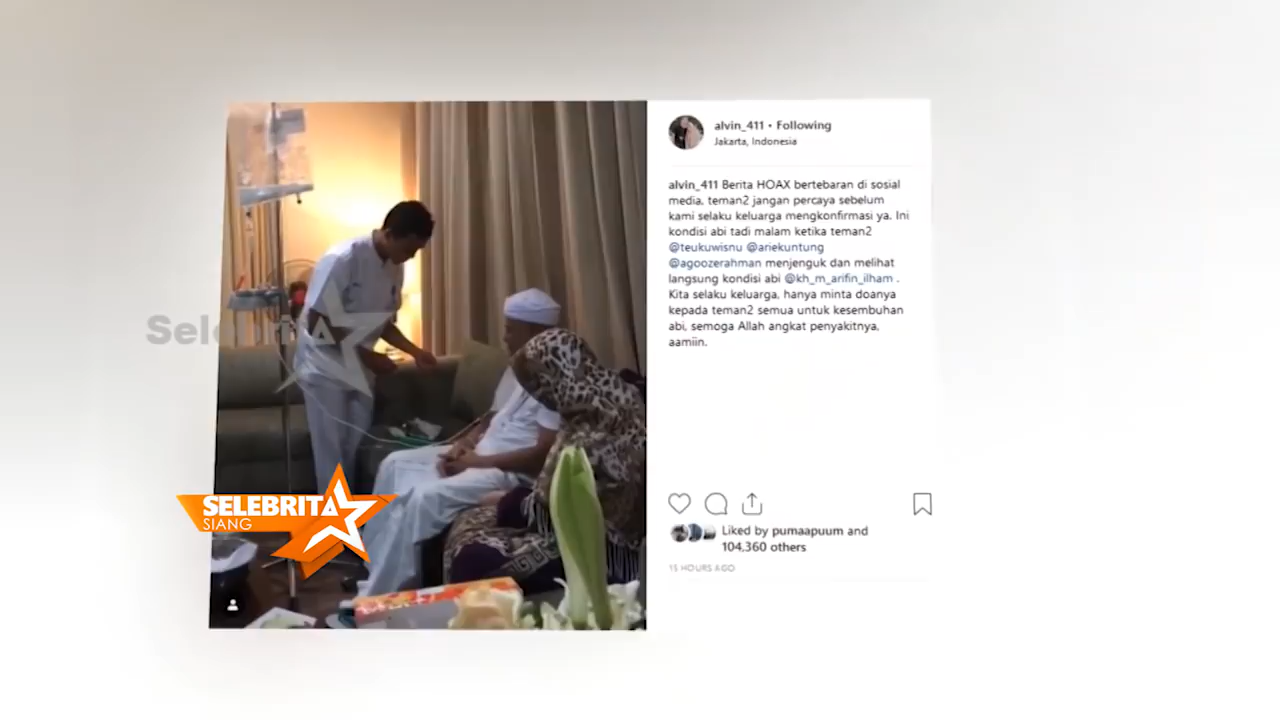 alvin_411 • Following
Jakarta, Indonesia
alvin_411 Berita HOAX bertebaran di sosial
media, teman2 jangan percaya sebelum
kami selaku keluarga mengkonfirmasi ya. Ini
kondisi abi tadi malam ketika teman2
@teukuwisnu @ariekuntung
@agoozerahman menjenguk dan melihat
langsung kondisi abi @kh_m_arifin_ilham .
Kita selaku keluarga, hanya minta doanya
kepada teman2 semua untuk kesembuhan
abi, semoga Allah angkat penyakitnya,
aamiin.
Selebrita
SELEBRITA
SIANG
Liked by pumaapuum and
104,360 others
15 HOURS AGO